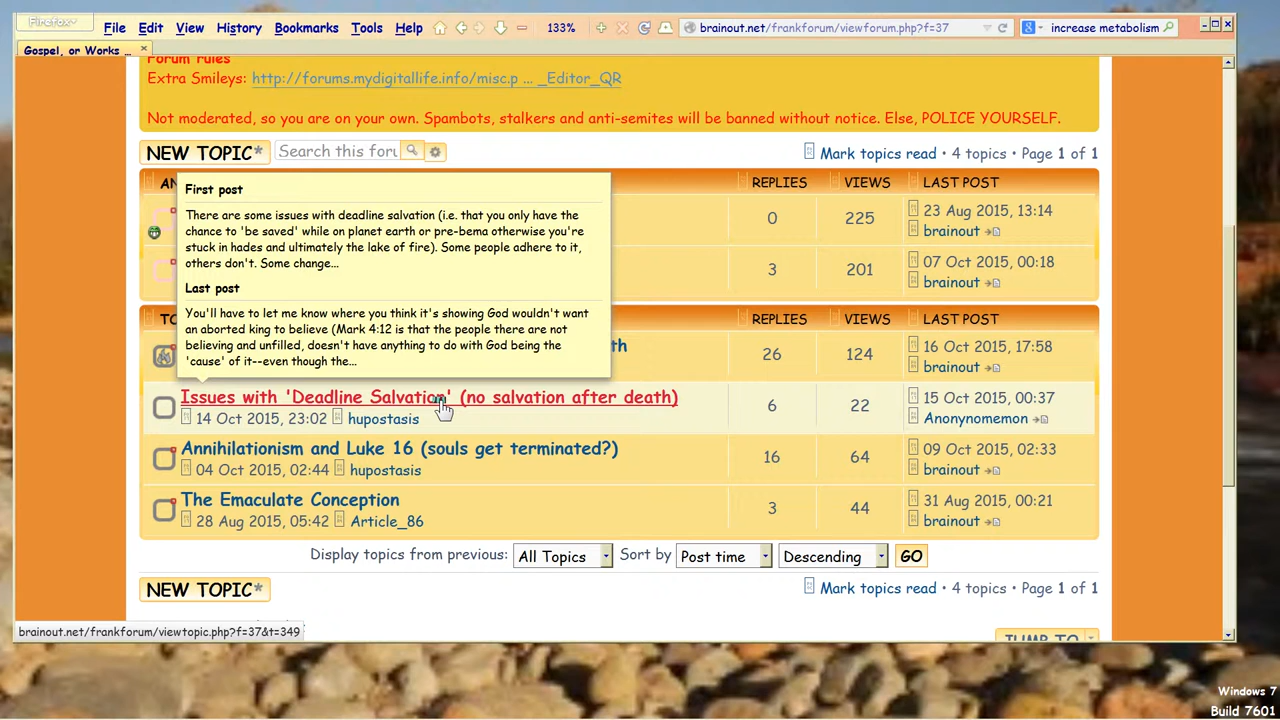 Firefox
File Edit View History Bookmarks Tools Help 133% brainout.net/frankforum/viewforum.php?f=37 increase metabolism
Gospel, or Works ...
Forum rules
Extra Smileys: http://forums.mydigitallife.info/misc.p ... _Editor_QR
Not moderated, so you are on your own. Spambots, stalkers and anti-semites will be banned without notice. Else, POLICE YOURSELF.
NEW TOPIC* Search this foru Mark topics read • 4 topics • Page 1 of 1
AN REPLIES VIEWS LAST POST
First post
There are some issues with deadline salvation (i.e. that you only have the
chance to 'be saved' while on planet earth or pre-bema otherwise you're
stuck in hades and ultimately the lake of fire). Some people adhere to it,
others don't. Some change...
Last post
You'll have to let me know where you think it's showing God wouldn't want
an aborted king to believe (Mark 4:12 is that the people there are not
believing and unfilled, doesn't have anything to do with God being the
'cause' of it--even though the...
0 225 23 Aug 2015, 13:14
brainout
3 201 07 Oct 2015, 00:18
brainout
TO REPLIES VIEWS LAST POST
th 26 124 16 Oct 2015, 17:58
brainout
Issues with 'Deadline Salvation' (no salvation after death) 6 22 15 Oct 2015, 00:37
14 Oct 2015, 23:02 hupostasis Anonynomemon
Annihilationism and Luke 16 (souls get terminated?) 16 64 09 Oct 2015, 02:33
04 Oct 2015, 02:44 hupostasis brainout
The Emaculate Conception 3 44 31 Aug 2015, 00:21
28 Aug 2015, 05:42 Article_86 brainout
Display topics from previous: All Topics Sort by Post time Descending GO
NEW TOPIC* Mark topics read • 4 topics • Page 1 of 1
brainout.net/frankforum/viewtopic.php?f=37&t=349
JUMP TO
Windows 7
Build 7601